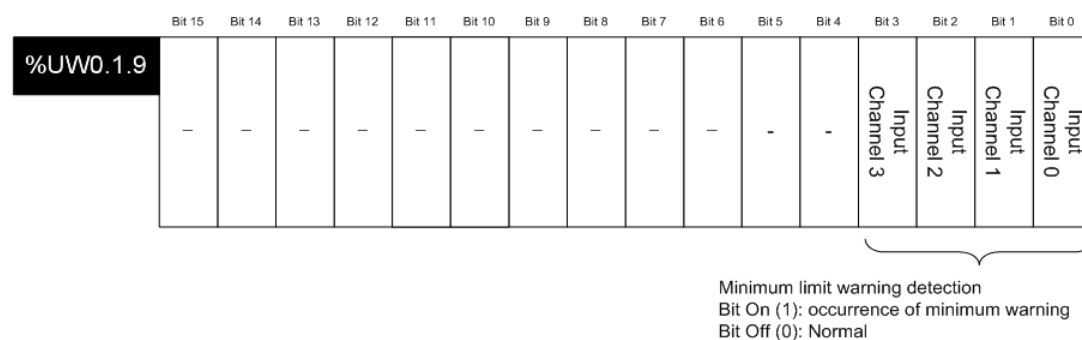 Bit 15 Bit 14 Bit 13 Bit 12 Bit 11 Bit 10 Bit 9 Bit 8 Bit 7 Bit 6 Bit 5 Bit 4 Bit 3 Bit 2 Bit 1 Bit 0
%UW0.1.9
– – – – – – – – – – - -
Input
Channel 3
Input
Channel 2
Input
Channel 1
Input
Channel 0
Minimum limit warning detection
Bit On (1): occurrence of minimum warning
Bit Off (0): Normal